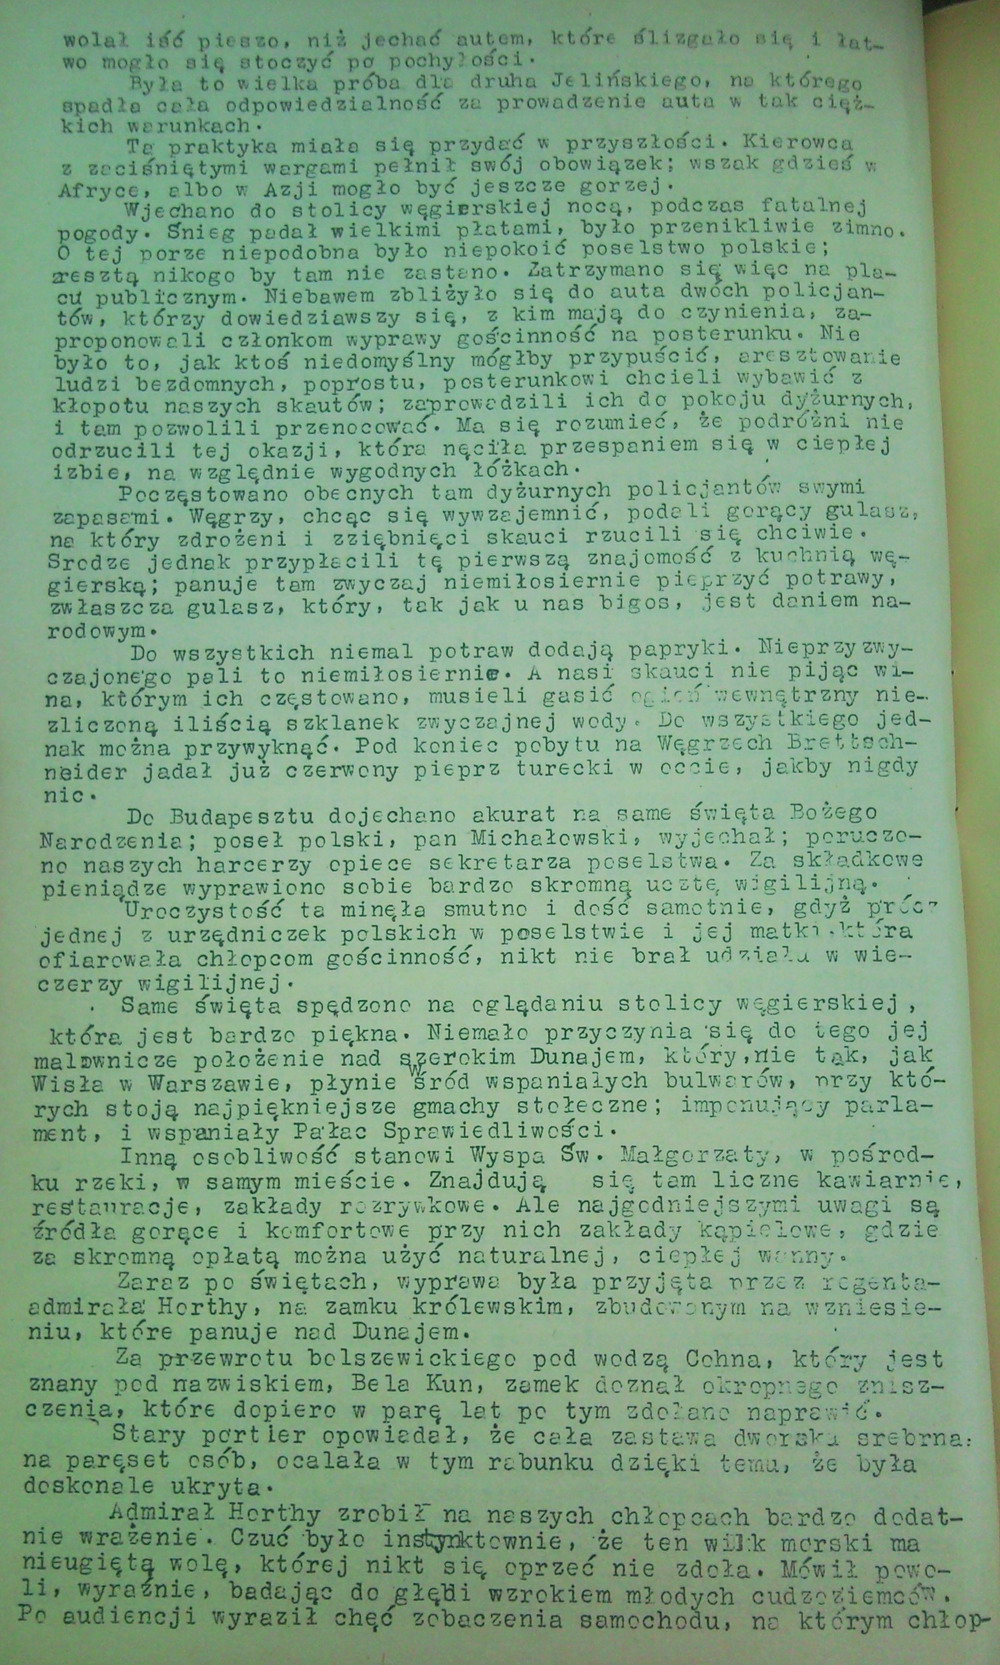 wolał iść pieszo, niż jechać autem, które ślizgało się i łat-
wo mogło się stoczyć po pochyłości.
Była to wielka próba dla druha Jelińskiego, na którego
spadła cała odpowiedzialność za prowadzenie auta w tak cięż-
kich warunkach.
Ta praktyka miała się przydać w przyszłości. Kierowca
z zaciśniętymi wargami pełnił swój obowiązek; wszak gdzieś w
Afryce, albo w Azji mogło być jeszcze gorzej.
Wjechano do stolicy węgierskiej nocą, podczas fatalnej
pogody. Śnieg padał wielkimi płatami, było przenikliwie zimno.
O tej porze niepodobna było niepokoić poselstwo polskie;
zresztą nikogo by tam nie zastano. Zatrzymano się więc na pla-
cu publicznym. Niebawem zbliżyło się do auta dwóch policjan-
tów, którzy dowiedziawszy się, z kim mają do czynienia, za-
proponowali członkom wyprawy gościnność na posterunku. Nie
było to, jak ktoś niedomyślny mógłby przypuścić, aresztowanie
ludzi bezdomnych, poprostu, posterunkowi chcieli wybawić z
kłopotu naszych skautów; zaprowadzili ich do pokoju dyżurnych,
i tam pozwolili przenocować. Ma się rozumieć, że podróżni nie
odrzucili tej okazji, która nęciła przespaniem się w ciepłej
izbie, na względnie wygodnych łóżkach.
Poczęstowano obecnych tam dyżurnych policjantów swymi
zapasami. Węgrzy, chcąc się wywzajemnić, podali gorący gulasz,
na który zdrożeni i zziębnięci skauci rzucili się chciwie.
Srodze jednak przypłacili tę pierwszą znajomość z kuchnią wę-
gierską; panuje tam zwyczaj niemiłosiernie pieprzyć potrawy,
zwłaszcza gulasz, który, tak jak u nas bigos, jest daniem na-
rodowym.
Do wszystkich niemal potraw dodają papryki. Nieprzyzwy-
czajonego pali to niemiłosiernie. A nasi skauci nie pijąc wi-
na, którym ich częstowano, musieli gasić ogień wewnętrzny nie-
zliczoną iliścią szklanek zwyczajnej wody. Do wszystkiego jed-
nak można przywyknąć. Pod koniec pobytu na Węgrzech Brettsch-
neider jadał już czerwony pieprz turecki w occie, jakby nigdy
nic.
Do Budapesztu dojechano akurat na same święta Bożego
Narodzenia; poseł polski, pan Michałowski, wyjechał; poruczo-
no naszych harcerzy opiece sekretarza poselstwa. Za składkowe
pieniądze wyprawiono sobie bardzo skromną ucztę wigilijną.
Uroczystość ta minęła smutno i dość samotnie, gdyż prócz
jednej z urzędniczek polskich w poselstwie i jej matki, która
ofiarowała chłopcom gościnność, nikt nie brał udziału w wie-
czerzy wigilijnej.
Same święta spędzono na oglądaniu stolicy węgierskiej,
która jest bardzo piękna. Niemało przyczynia się do tego jej
malownicze położenie nad szerokim Dunajem, który, nie tak, jak
Wisła w Warszawie, płynie wśród wspaniałych bulwarów, przy któ-
rych stoją najpiękniejsze gmachy stołeczne; imponujący parla-
ment, i wspaniały Pałac Sprawiedliwości.
Inną osobliwość stanowi Wyspa Św. Małgorzaty, w pośrod-
ku rzeki, w samym mieście. Znajdują się tam liczne kawiarnie,
restauracje, zakłady rozrywkowe. Ale najgodniejszymi uwagi są
źródła gorące i komfortowe przy nich zakłady kąpielowe, gdzie
za skromną opłatą można użyć naturalnej, ciepłej wanny.
Zaraz po świętach, wyprawa była przyjęta przez regenta-
admirała Horthy, na zamku królewskim, zbudowanym na wzniesie-
niu, które panuje nad Dunajem.
Za przewrotu bolszewickiego pod wodzą Cohna, który jest
znany pod nazwiskiem, Bela Kun, zamek doznał okropnego znisz-
czenia, które dopiero w parę lat po tym zdołano naprawić.
Stary portier opowiadał, że cała zastawa dworska srebrna:
na paręset osób, ocalała w tym rabunku dzięki temu, że była
doskonale ukryta.
Admirał Horthy zrobił na naszych chłopcach bardzo dodat-
nie wrażenie. Czuć było instynktownie, że ten wilk morski ma
nieugiętą wolę, której nikt się oprzeć nie zdoła. Mówił powo-
li, wyraźnie, badając do głębi wzrokiem młodych cudzoziemców.
Po audiencji wyraził chęć zobaczenia samochodu, na którym chłop-